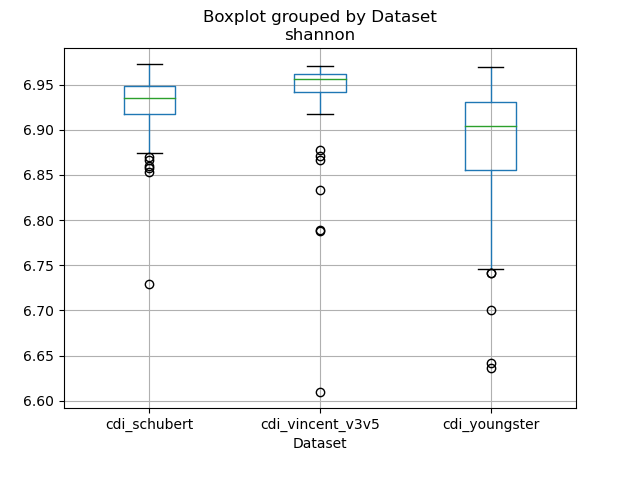 Boxplot grouped by Dataset
shannon
6.95
6.90
6.85
6.80
6.75
6.70
6.65
6.60
cdi_schubert
cdi_vincent_v3v5
cdi_youngster
Dataset